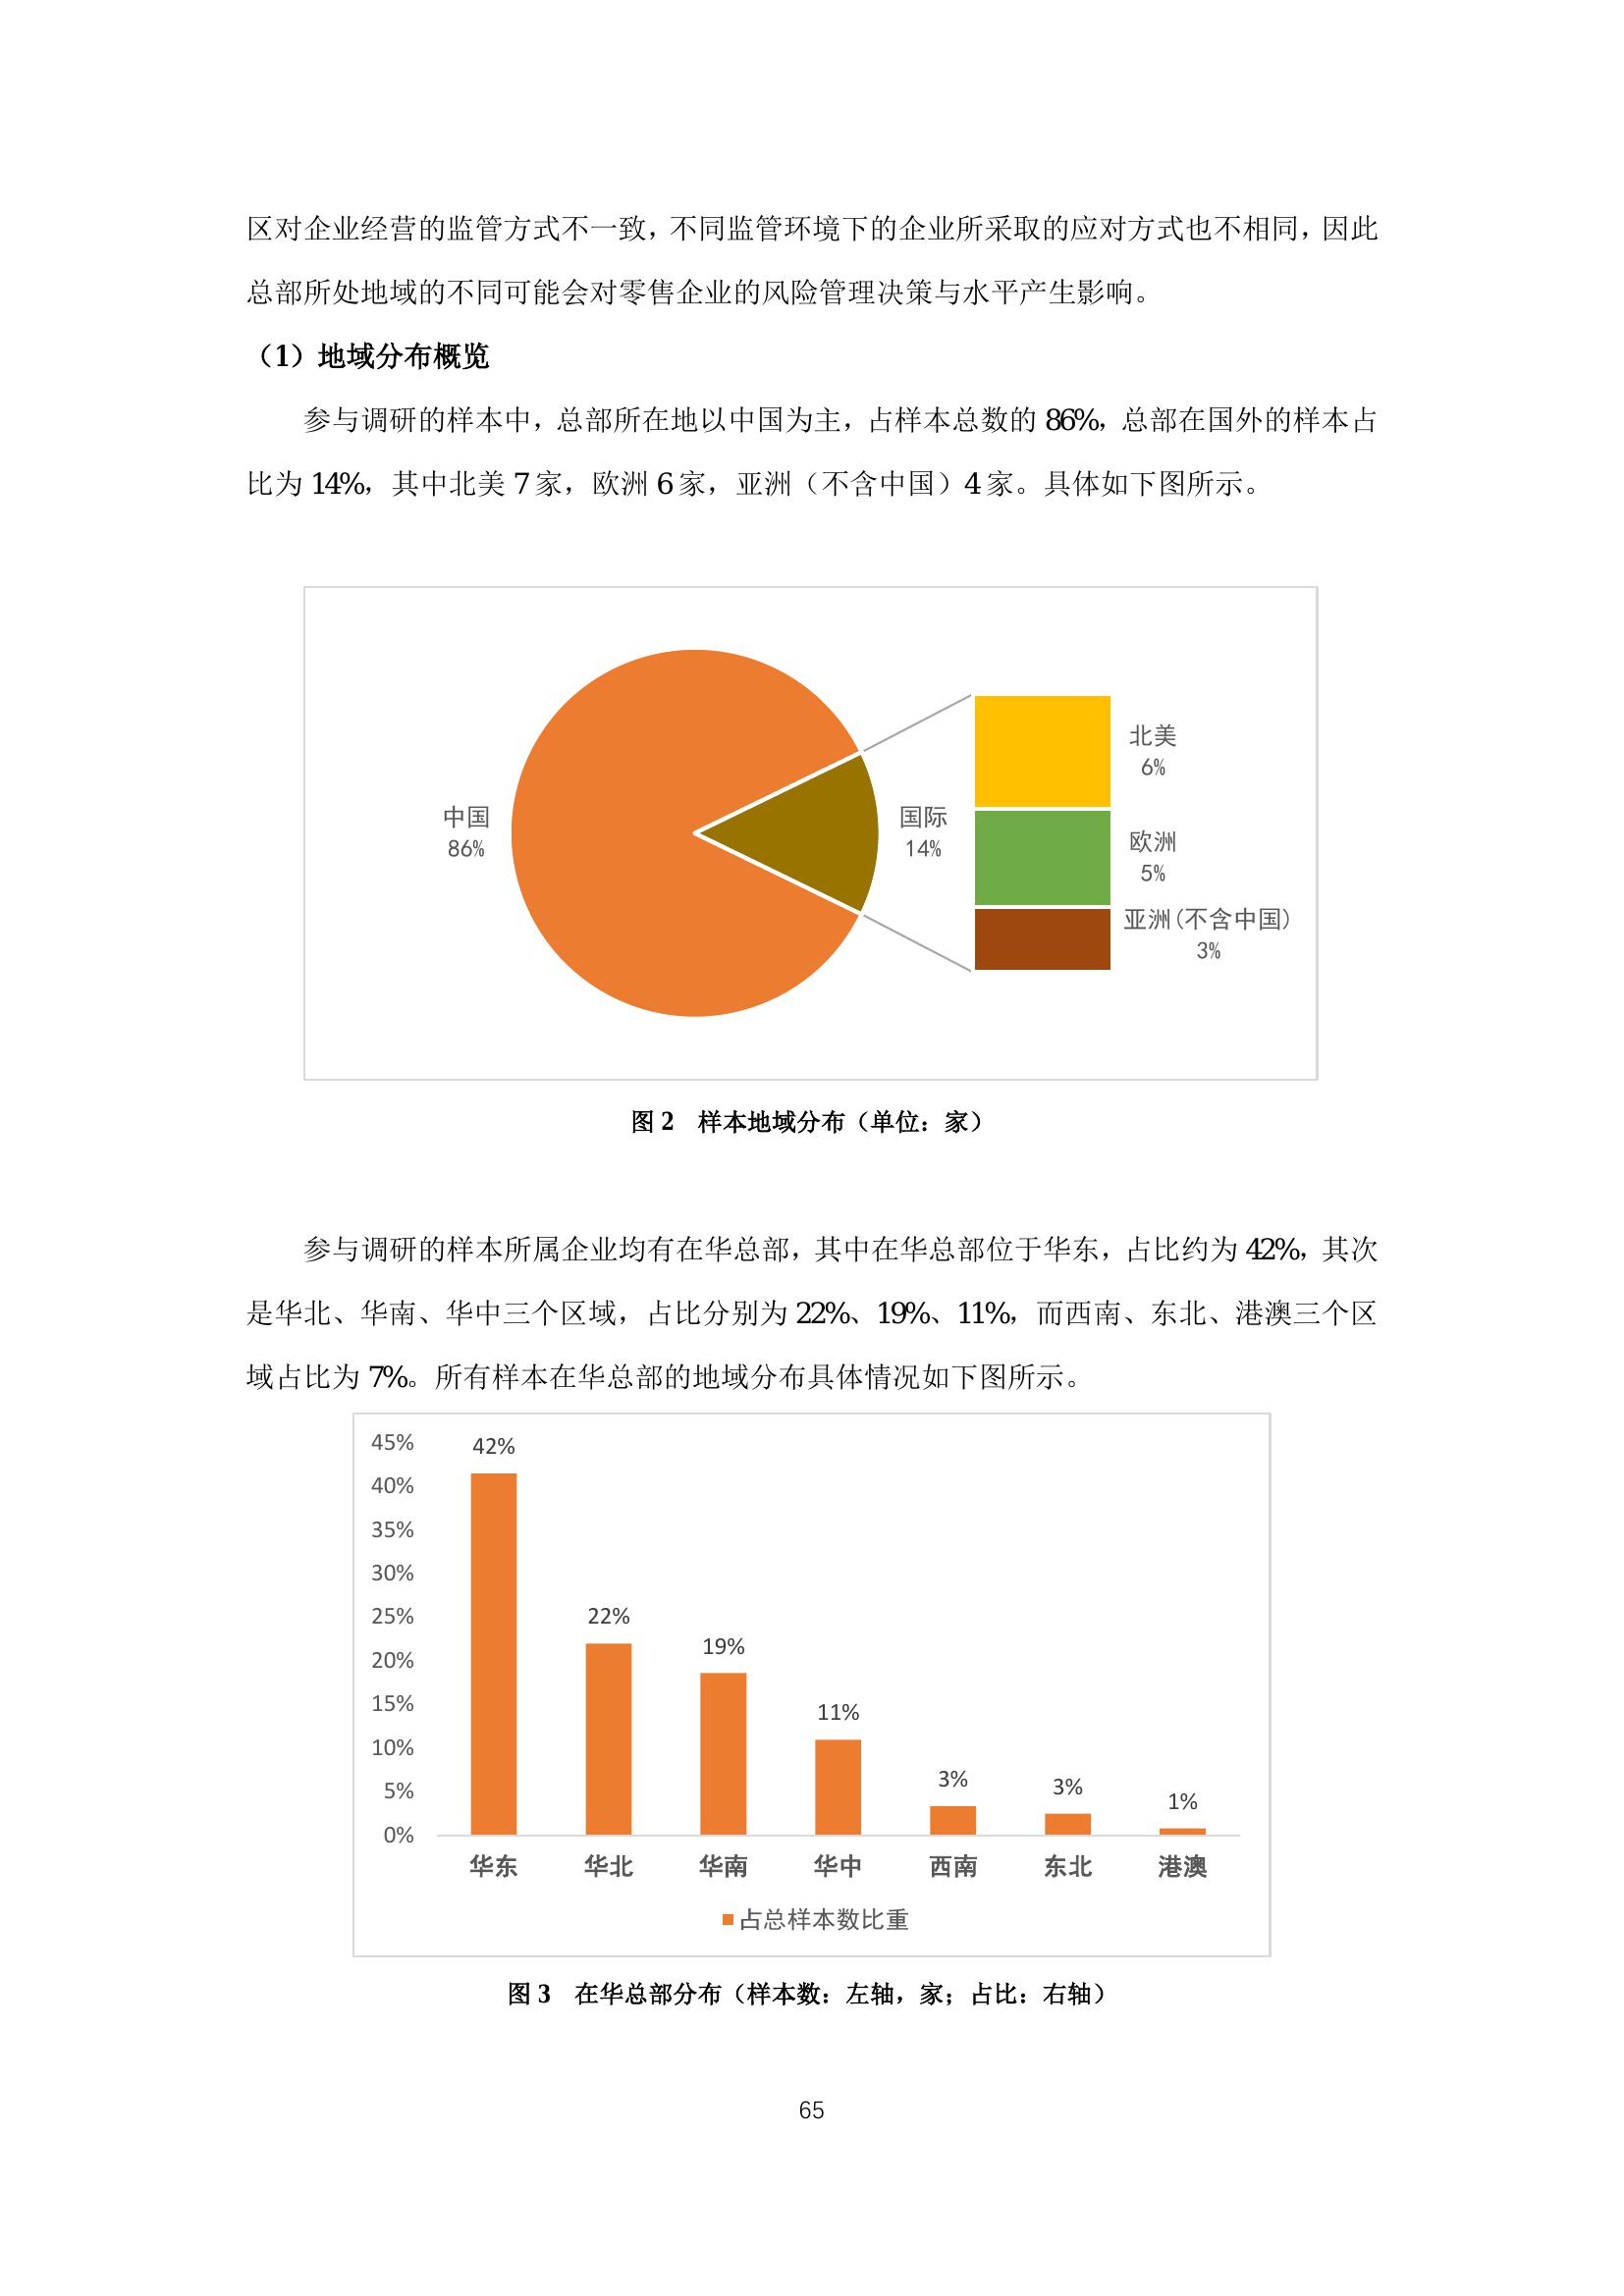 区对企业经营的监管方式不一致，不同监管环境下的企业所采取的应对方式也不相同，因此
总部所处地域的不同可能会对零售企业的风险管理决策与水平产生影响。
（1）地域分布概览
参与调研的样本中，总部所在地以中国为主，占样本总数的 86%，总部在国外的样本占
比为 14%，其中北美 7 家，欧洲 6 家，亚洲（不含中国）4 家。具体如下图所示。
中国
86%
国际
14%
北美
6%
欧洲
5%
亚洲(不含中国)
3%
图 2 样本地域分布（单位：家）
参与调研的样本所属企业均有在华总部，其中在华总部位于华东，占比约为 42%，其次
是华北、华南、华中三个区域，占比分别为 22%、19%、11%，而西南、东北、港澳三个区
域占比为 7%。所有样本在华总部的地域分布具体情况如下图所示。
45%
40%
35%
30%
25%
20%
15%
10%
5%
0%
42%
22%
19%
11%
3%
3%
1%
华东 华北 华南 华中 西南 东北 港澳
占总样本数比重
图 3 在华总部分布（样本数：左轴，家；占比：右轴）
65